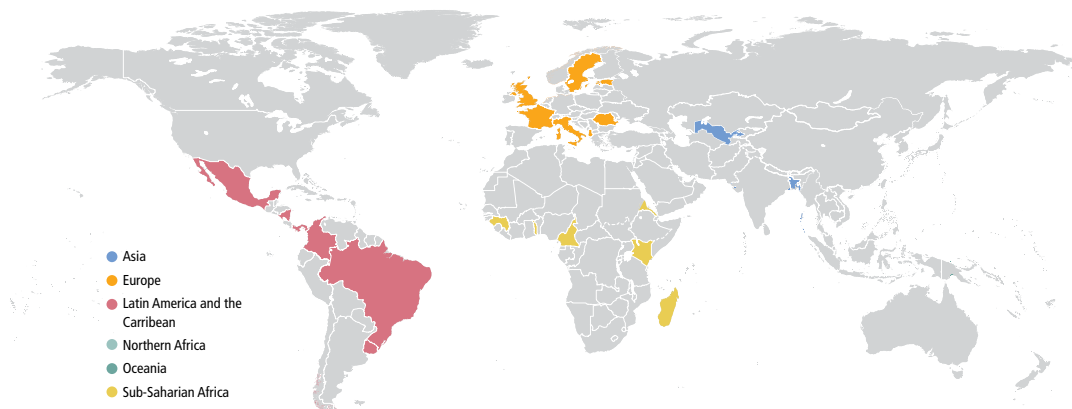 Asia
Europe
Latin America and the
Carribean
Northern Africa
Oceania
Sub-Saharian Africa